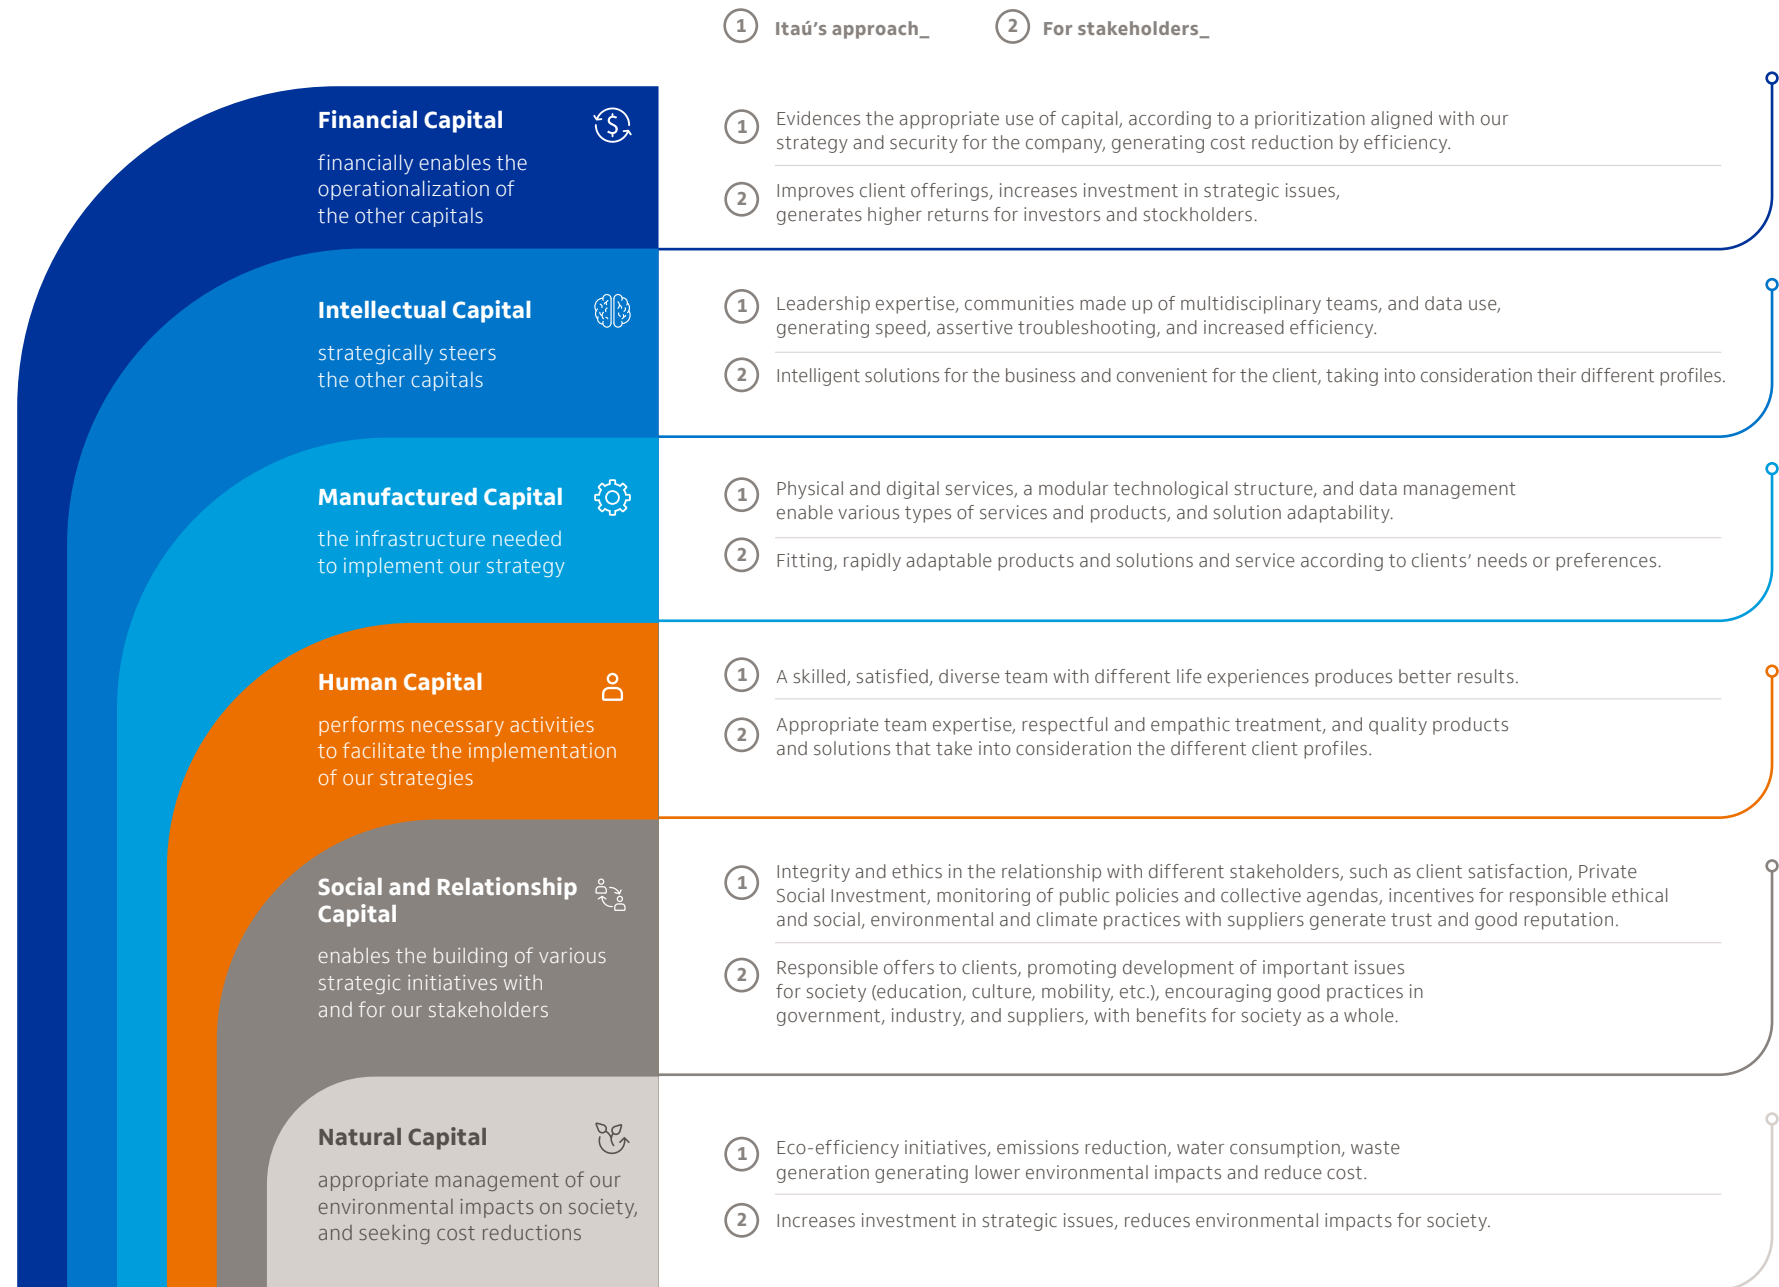 1 Itaú's approach_ 2 For stakeholders_
Financial Capital
financially enables the
operationalization of
the other capitals
1 Evidences the appropriate use of capital, according to a prioritization aligned with our
strategy and security for the company, generating cost reduction by efficiency.
2 Improves client offerings, increases investment in strategic issues,
generates higher returns for investors and stockholders.
Intellectual Capital
strategically steers
the other capitals
1 Leadership expertise, communities made up of multidisciplinary teams, and data use,
generating speed, assertive troubleshooting, and increased efficiency.
2 Intelligent solutions for the business and convenient for the client, taking into consideration their different profiles.
Manufactured Capital
the infrastructure needed
to implement our strategy
1 Physical and digital services, a modular technological structure, and data management
enable various types of services and products, and solution adaptability.
2 Fitting, rapidly adaptable products and solutions and service according to clients' needs or preferences.
Human Capital
performs necessary activities
to facilitate the implementation
of our strategies
1 A skilled, satisfied, diverse team with different life experiences produces better results.
2 Appropriate team expertise, respectful and empathic treatment, and quality products
and solutions that take into consideration the different client profiles.
Social and Relationship
Capital
enables the building of various
strategic initiatives with
and for our stakeholders
1 Integrity and ethics in the relationship with different stakeholders, such as client satisfaction, Private
Social Investment, monitoring of public policies and collective agendas, incentives for responsible ethical
and social, environmental and climate practices with suppliers generate trust and good reputation.
2 Responsible offers to clients, promoting development of important issues
for society (education, culture, mobility, etc.), encouraging good practices in
government, industry, and suppliers, with benefits for society as a whole.
Natural Capital
appropriate management of our
environmental impacts on society,
and seeking cost reductions
1 Eco-efficiency initiatives, emissions reduction, water consumption, waste
generation generating lower environmental impacts and reduce cost.
2 Increases investment in strategic issues, reduces environmental impacts for society.